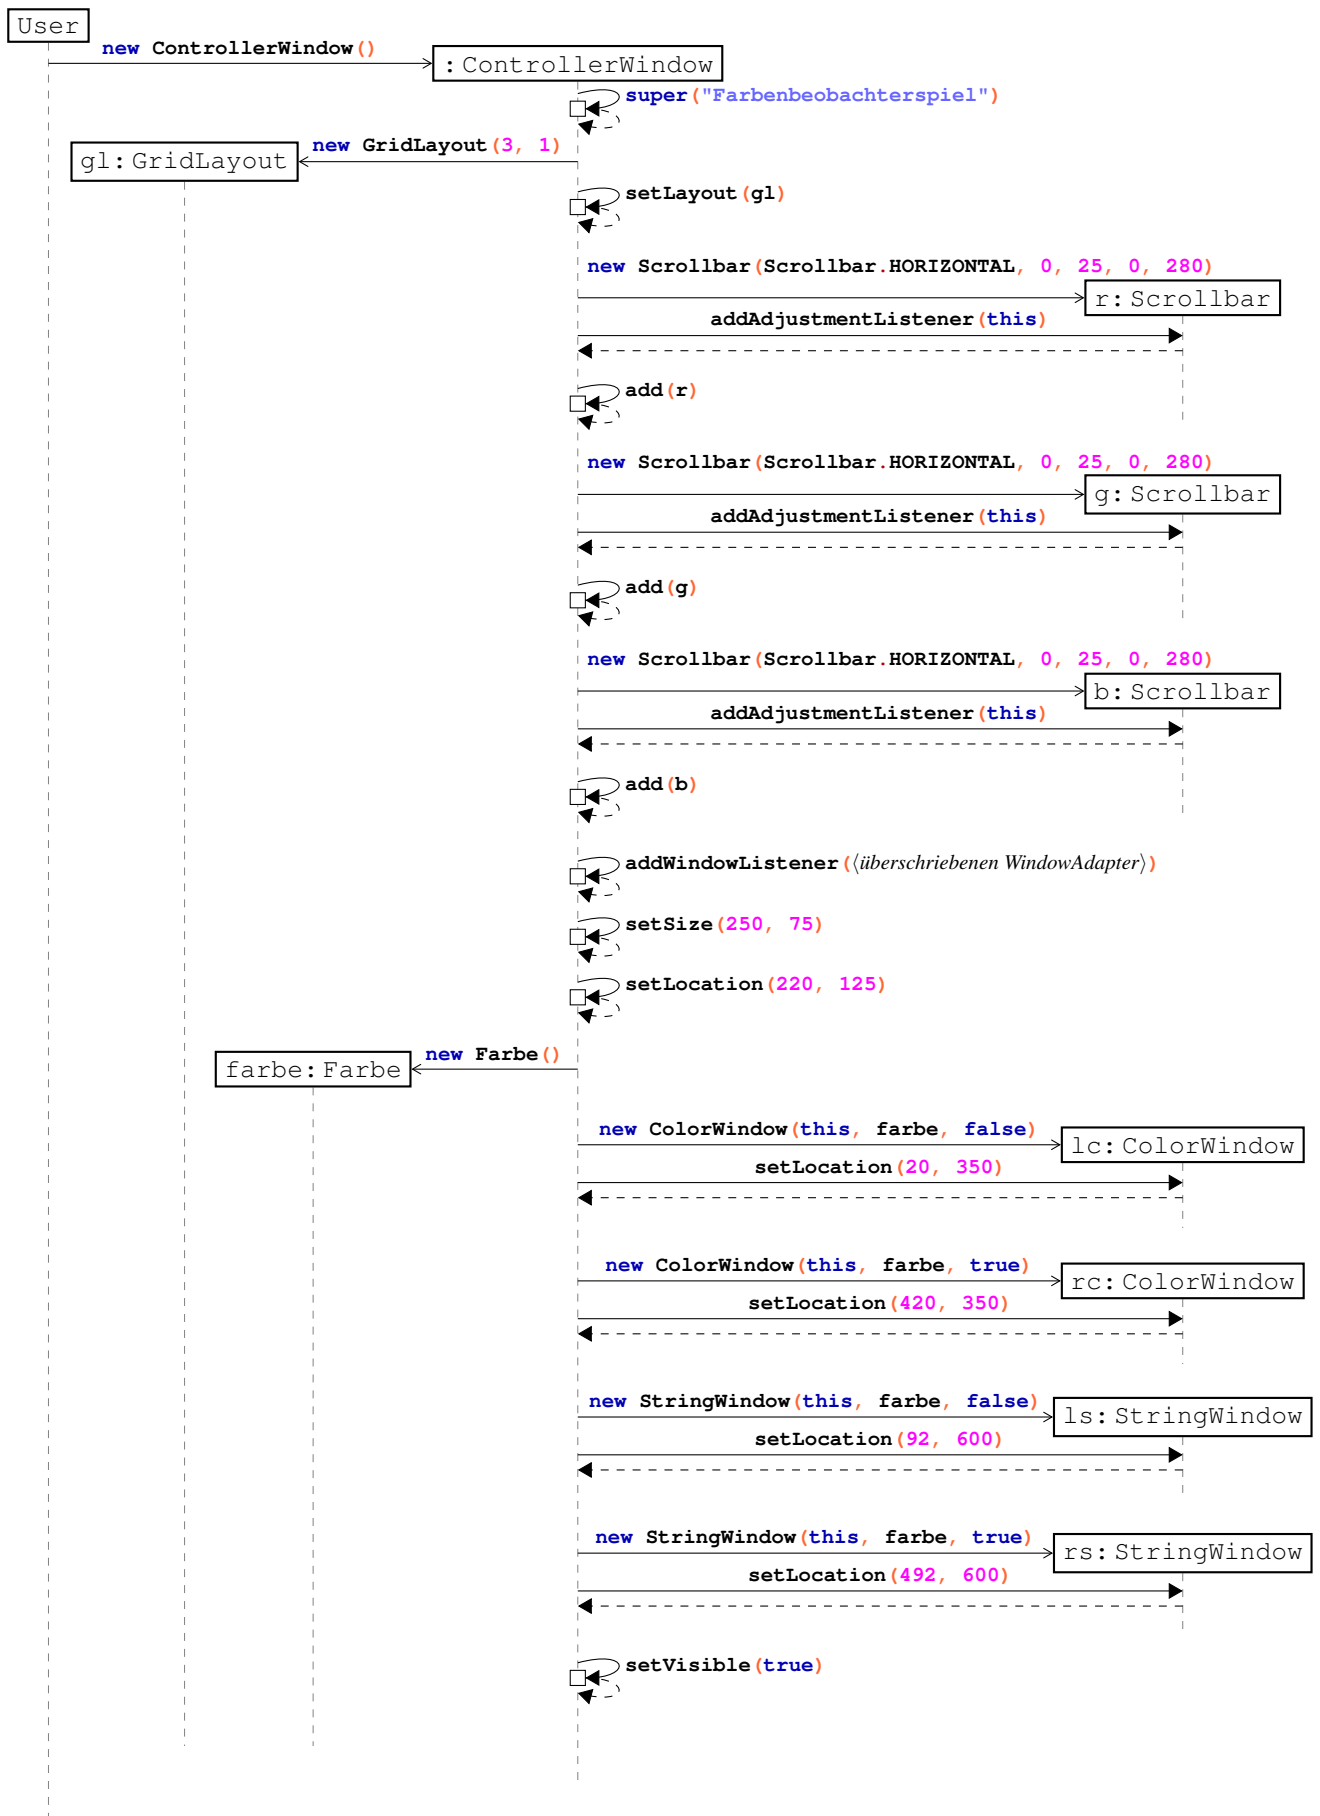 User
new ControllerWindow()
:ControllerWindow
super("Farbenbeobachterspiel")
new GridLayout(3, 1)
gl:GridLayout
setLayout(gl)
new Scrollbar(Scrollbar.HORIZONTAL, 0, 25, 0, 280)
r:Scrollbar
addAdjustmentListener(this)
add(r)
new Scrollbar(Scrollbar.HORIZONTAL, 0, 25, 0, 280)
g:Scrollbar
addAdjustmentListener(this)
add(g)
new Scrollbar(Scrollbar.HORIZONTAL, 0, 25, 0, 280)
b:Scrollbar
addAdjustmentListener(this)
add(b)
addWindowListener(⟨überschriebenen WindowAdapter⟩)
setSize(250, 75)
setLocation(220, 125)
new Farbe()
farbe:Farbe
new ColorWindow(this, farbe, false)
lc:ColorWindow
setLocation(20, 350)
new ColorWindow(this, farbe, true)
rc:ColorWindow
setLocation(420, 350)
new StringWindow(this, farbe, false)
ls:StringWindow
setLocation(92, 600)
new StringWindow(this, farbe, true)
rs:StringWindow
setLocation(492, 600)
setVisible(true)